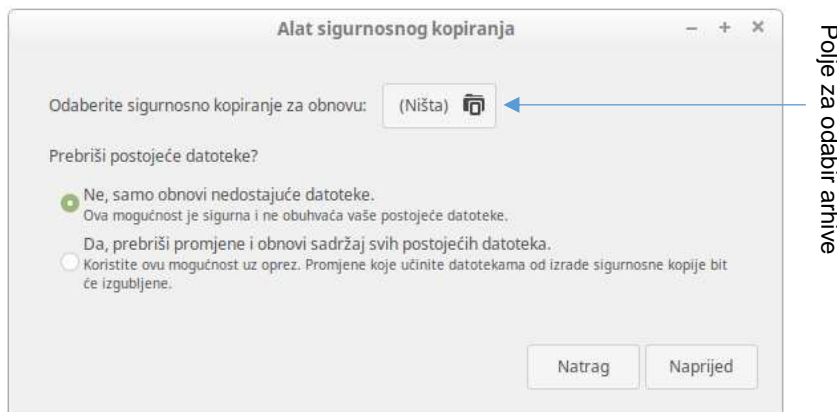 Alat sigurnosnog kopiranja
Odaberite sigurnosno kopiranje za obnovu:
(Ništa)
Prebriši postojeće datoteke?
Ne, samo obnovi nedostajuće datoteke.
Ova mogućnost je sigurna i ne obuhvaća vaše postojeće datoteke.
Da, prebriši promjene i obnovi sadržaj svih postojećih datoteka.
Koristite ovu mogućnost uz oprez. Promjene koje učinite datotekama od izrade sigurnosne kopije bit
će izgubljene.
Natrag
Naprijed
Polje za odabir arhive